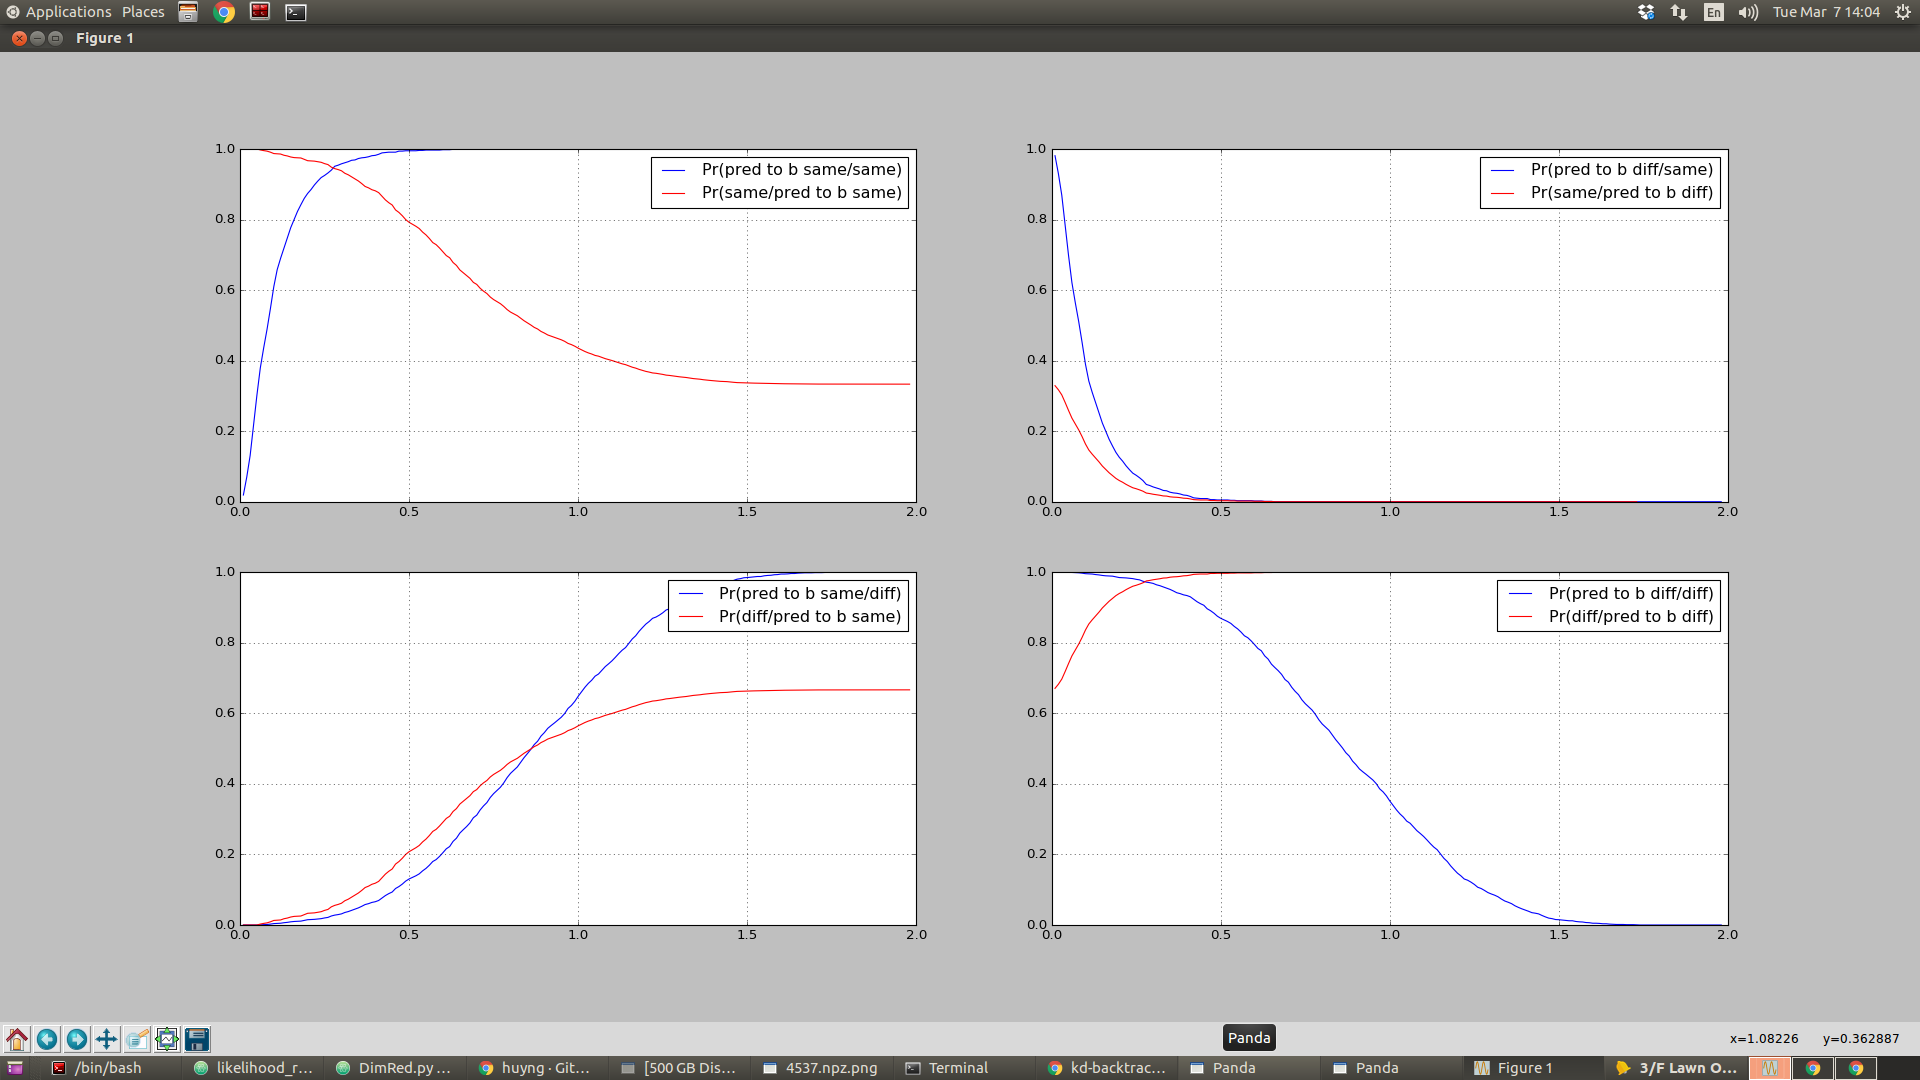 Applications Places En Tue Mar 7 14:04
Figure 1
1.0
0.8
0.6
0.4
0.2
0.0
0.0 0.5 1.0 1.5 2.0
Pr(pred to b same/same)
Pr(same/pred to b same)
1.0
0.8
0.6
0.4
0.2
0.0
0.0 0.5 1.0 1.5 2.0
Pr(pred to b diff/same)
Pr(same/pred to b diff)
1.0
0.8
0.6
0.4
0.2
0.0
0.0 0.5 1.0 1.5 2.0
Pr(pred to b same/diff)
Pr(diff/pred to b same)
1.0
0.8
0.6
0.4
0.2
0.0
0.0 0.5 1.0 1.5 2.0
Pr(pred to b diff/diff)
Pr(diff/pred to b diff)
Panda
x=1.08226 y=0.362887
/bin/bash likelihood_r... DimRed.py ... huyng · Git... [500 GB Dis... 4537.npz.png Terminal kd-backtrac... Panda Panda Figure 1 3/F Lawn O...